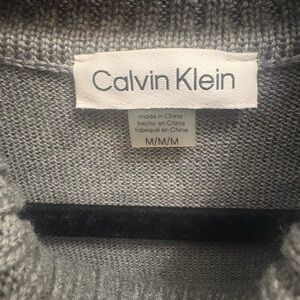 Calvin Klein
made in China
hecho en China
fabriqué en Chine
M/M/M